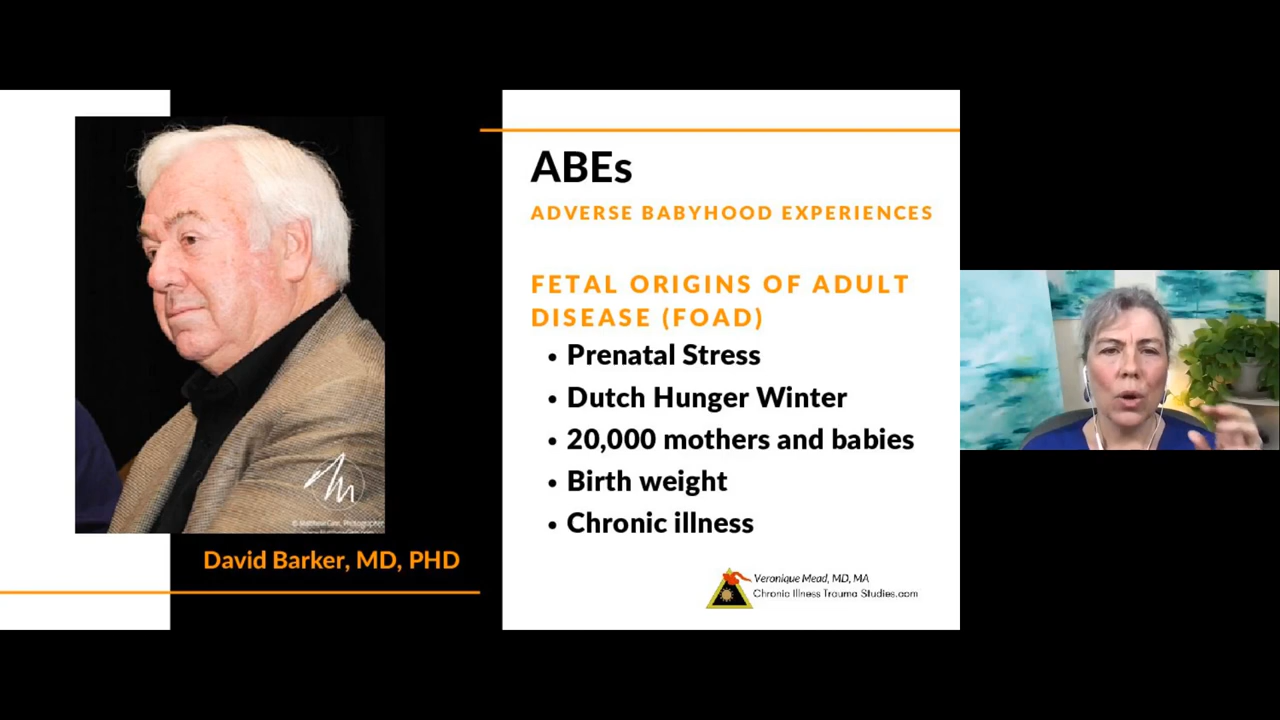 ABEs
ADVERSE BABYHOOD EXPERIENCES
FETAL ORIGINS OF ADULT
DISEASE (FOAD)
• Prenatal Stress
• Dutch Hunger Winter
• 20,000 mothers and babies
• Birth weight
• Chronic illness
David Barker, MD, PHD
Veronique Mead, MD, MA
Chronic Illness Trauma Studies.com